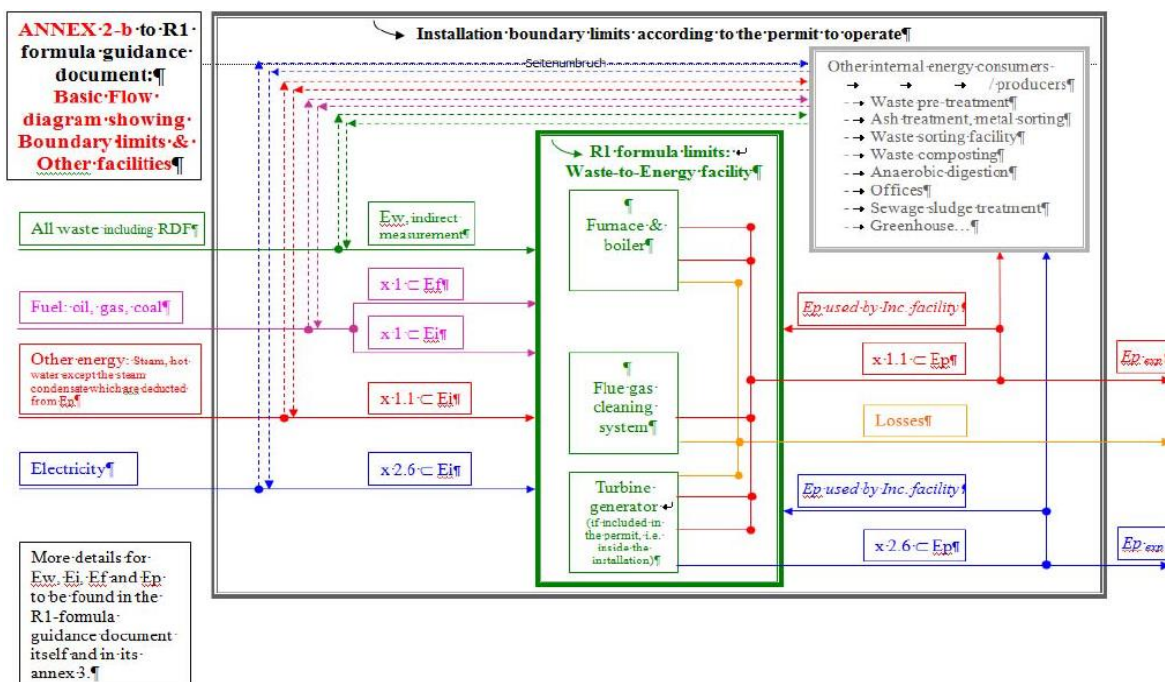 ANNEX 2-b to R1
formula guidance
document:¶
Basic Flow
diagram showing
Boundary limits &
Other facilities¶
Installation boundary limits according to the permit to operate¶
Seitenumbruch
Other internal energy consumers
/ producers¶
Waste pre-treatment¶
Ash treatment, metal sorting¶
Waste sorting facility¶
Waste composting¶
Anaerobic digestion¶
Offices¶
Sewage sludge treatment¶
Greenhouse…¶
R1 formula limits:
Waste-to-Energy facility¶
All waste including RDF¶
Ew, indirect
measurement¶
¶
Furnace &
boiler¶
Fuel: oil, gas, coal¶
x 1 ⊂ Ef¶
x 1 ⊂ Ei¶
Other energy: Steam, hot
water except the steam
condensate which are deducted
from Ep¶
x 1.1 ⊂ Ei¶
¶
Flue gas
cleaning
system¶
Ep used by Inc. facility¶
x 1.1 ⊂ Ep¶
Ep exp
Losses¶
Electricity¶
x 2.6 ⊂ Ei¶
Turbine
generator
(if included in
the permit, i.e.
inside the
installation)¶
Ep used by Inc. facility¶
x 2.6 ⊂ Ep¶
Ep exp
More details for
Ew, Ei, Ef and Ep
to be found in the
R1-formula
guidance document
itself and in its
annex 3.¶